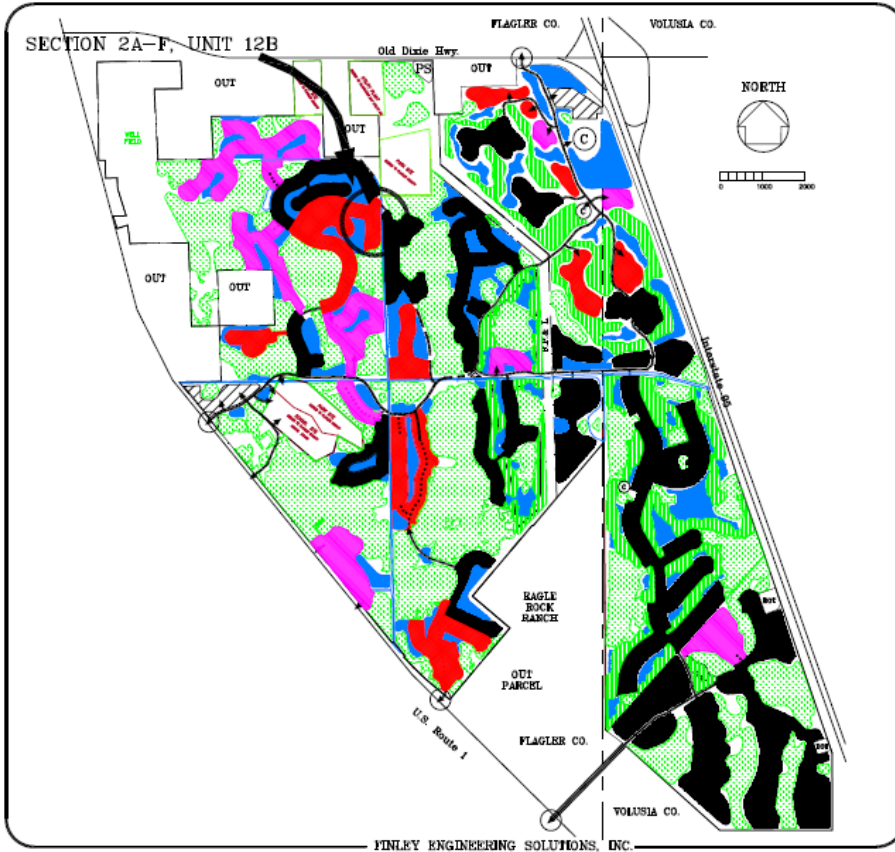 FLAGLER CO.
VOLUSIA CO.
SECTION 2A-F, UNIT 12B
Old Dixie Hwy.
PS
OUT
OUT
NORTH
OUT
WELL
FIELD
C
0
1000
2000
C
OUT
OUT
Interstate 95
C
EAGLE
ROCK
RANCH
OUT
PARCEL
U.S. Route 1
FLAGLER CO.
VOLUSIA CO.
FINLEY ENGINEERING SOLUTIONS, INC.